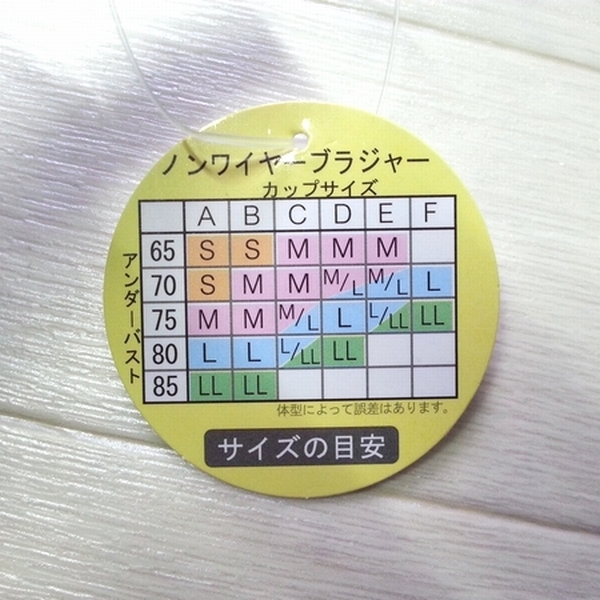 ノンワイヤーブラジャー
カップサイズ
A B C D E F
アンダーバスト
65 S S M M M
70 S M M M/L M/L L
75 M M M/L L L/LL LL
80 L L L/LL LL
85 LL LL
体型によって誤差はあります。
サイズの目安